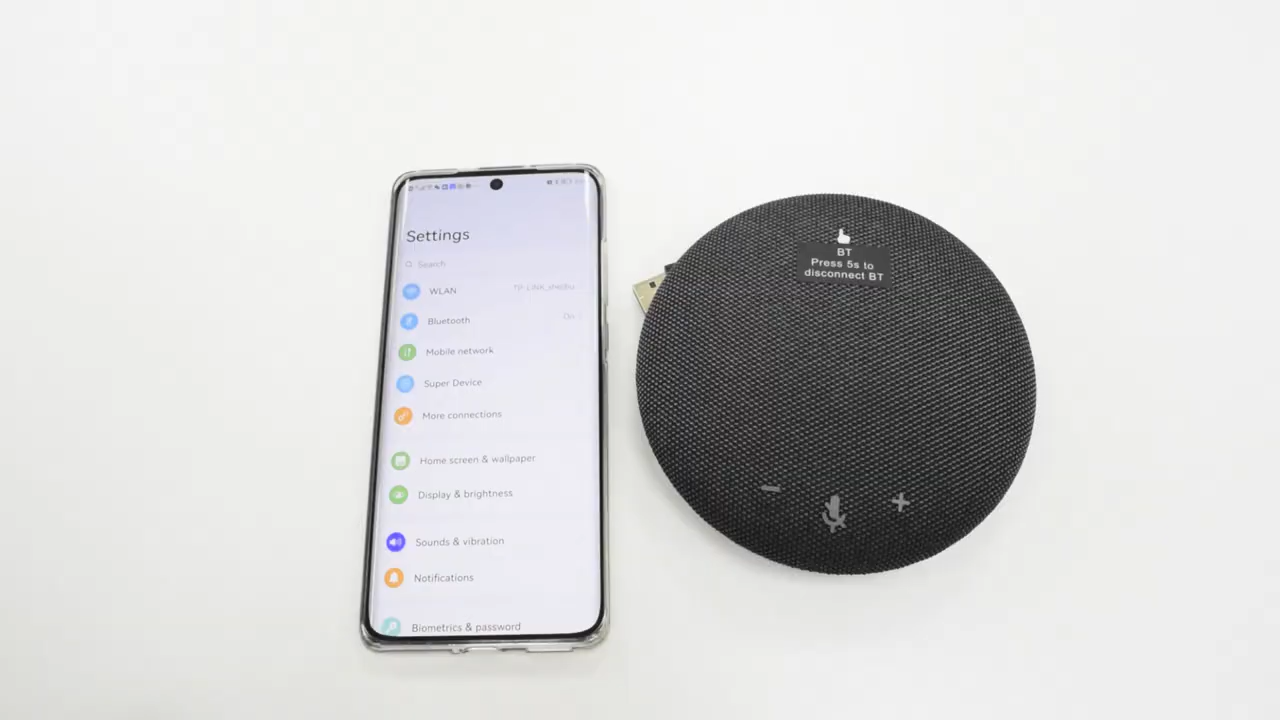 Settings
Search
WLAN
Bluetooth On
Mobile network
Super Device
More connections
Home screen & wallpaper
Display & brightness
Sounds & vibration
Notifications
Biometrics & password
BT
Press 5s to
disconnect BT